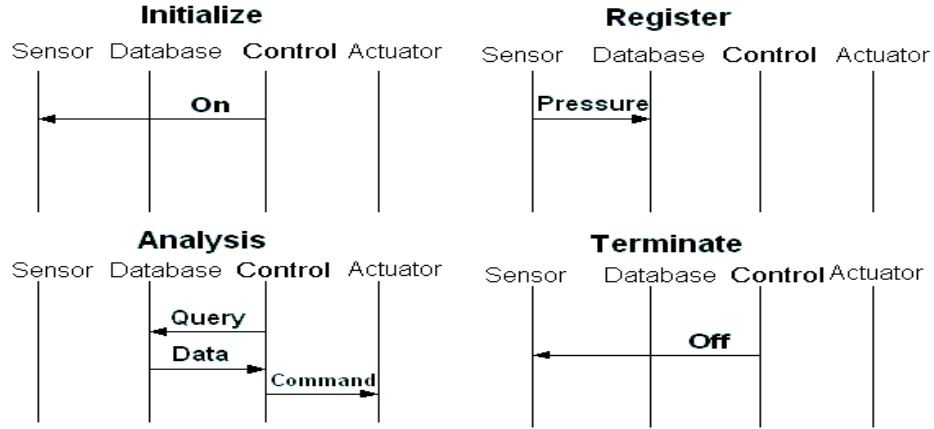 Initialize
Sensor Database Control Actuator
On
Register
Sensor Database Control Actuator
Pressure
Analysis
Sensor Database Control Actuator
Query
Data
Command
Terminate
Sensor Database Control Actuator
Off